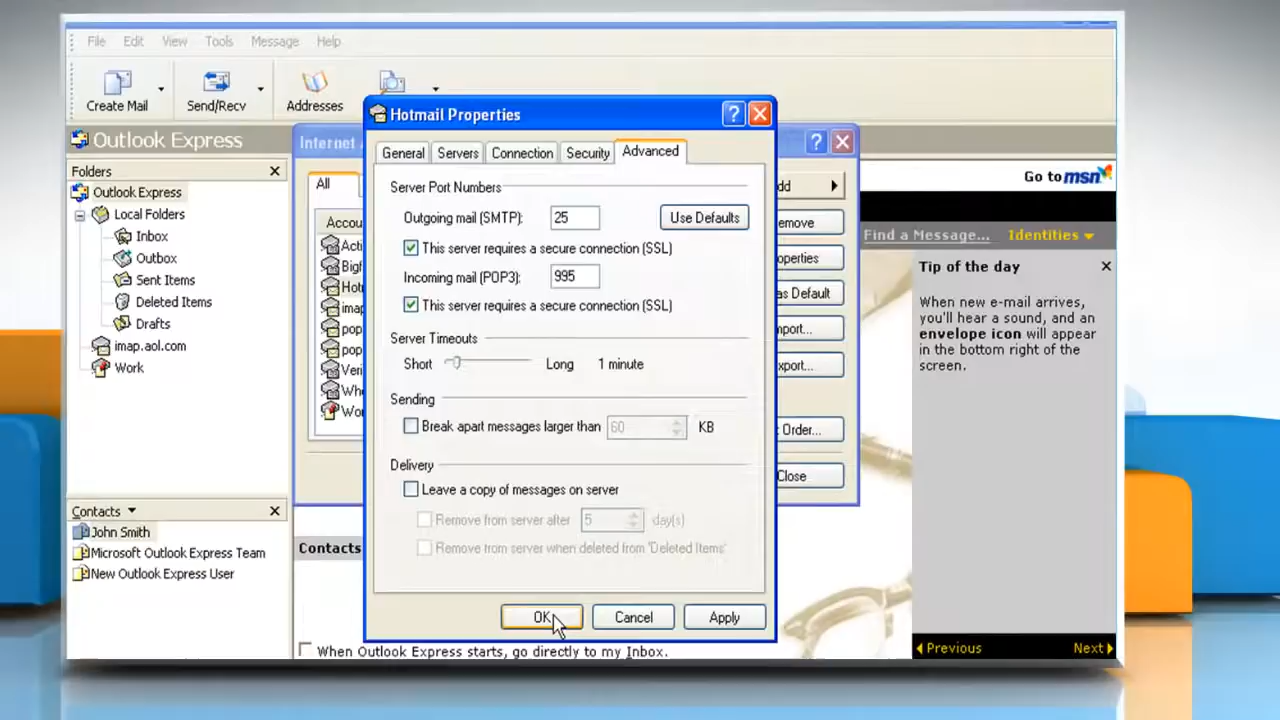 File Edit View Tools Message Help
Create Mail Send/Recv Addresses
Outlook Express
Folders
Outlook Express
Local Folders
Inbox
Outbox
Sent Items
Deleted Items
Drafts
imap.aol.com
Work
Contacts
John Smith
Microsoft Outlook Express Team
New Outlook Express User
Internet
All
Hotmail Properties
General Servers Connection Security Advanced
Server Port Numbers
Outgoing mail (SMTP): 25 Use Defaults
This server requires a secure connection (SSL)
Incoming mail (POP3): 995
This server requires a secure connection (SSL)
Server Timeouts
Short Long 1 minute
Sending
Break apart messages larger than 60 KB
Delivery
Leave a copy of messages on server
Remove from server after 5 day(s)
Remove from server when deleted from 'Deleted Items'
OK Cancel Apply
as Default
Order...
Close
Contacts
When Outlook Express starts, go directly to my Inbox.
Go to msn
Find a Message... Identities
Tip of the day
When new e-mail arrives,
you'll hear a sound, and an
envelope icon will appear
in the bottom right of the
screen.
Previous Next